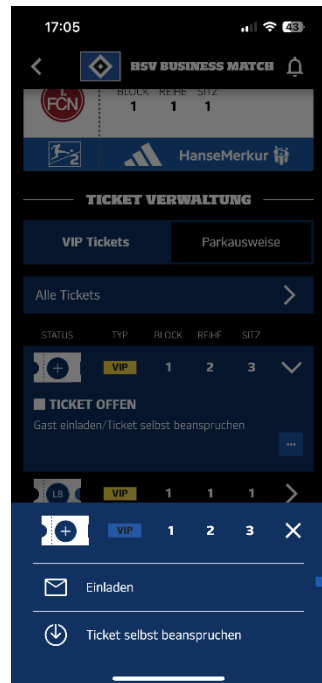 17:05 43
HSV BUSINESS MATCH
FCN
BLOCK REIHE SITZ
1 1 1
2 HanseMerkur
TICKET VERWALTUNG
VIP Tickets Parkausweise
Alle Tickets
STATUS TYP BLOCK REIHE SITZ
+ VIP 1 2 3
TICKET OFFEN
Gast einladen/Ticket selbst beanspruchen
...
LB VIP 1 1 1
+ VIP 1 2 3
Einladen
Ticket selbst beanspruchen